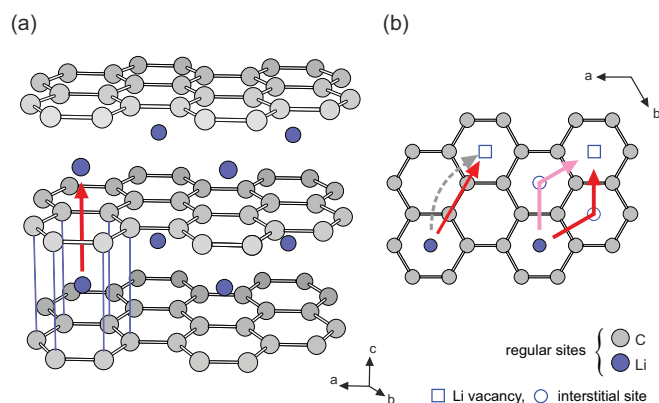 (a)
(b)
a
b
c
a
b
regular sites { C
Li
Li vacancy, interstitial site